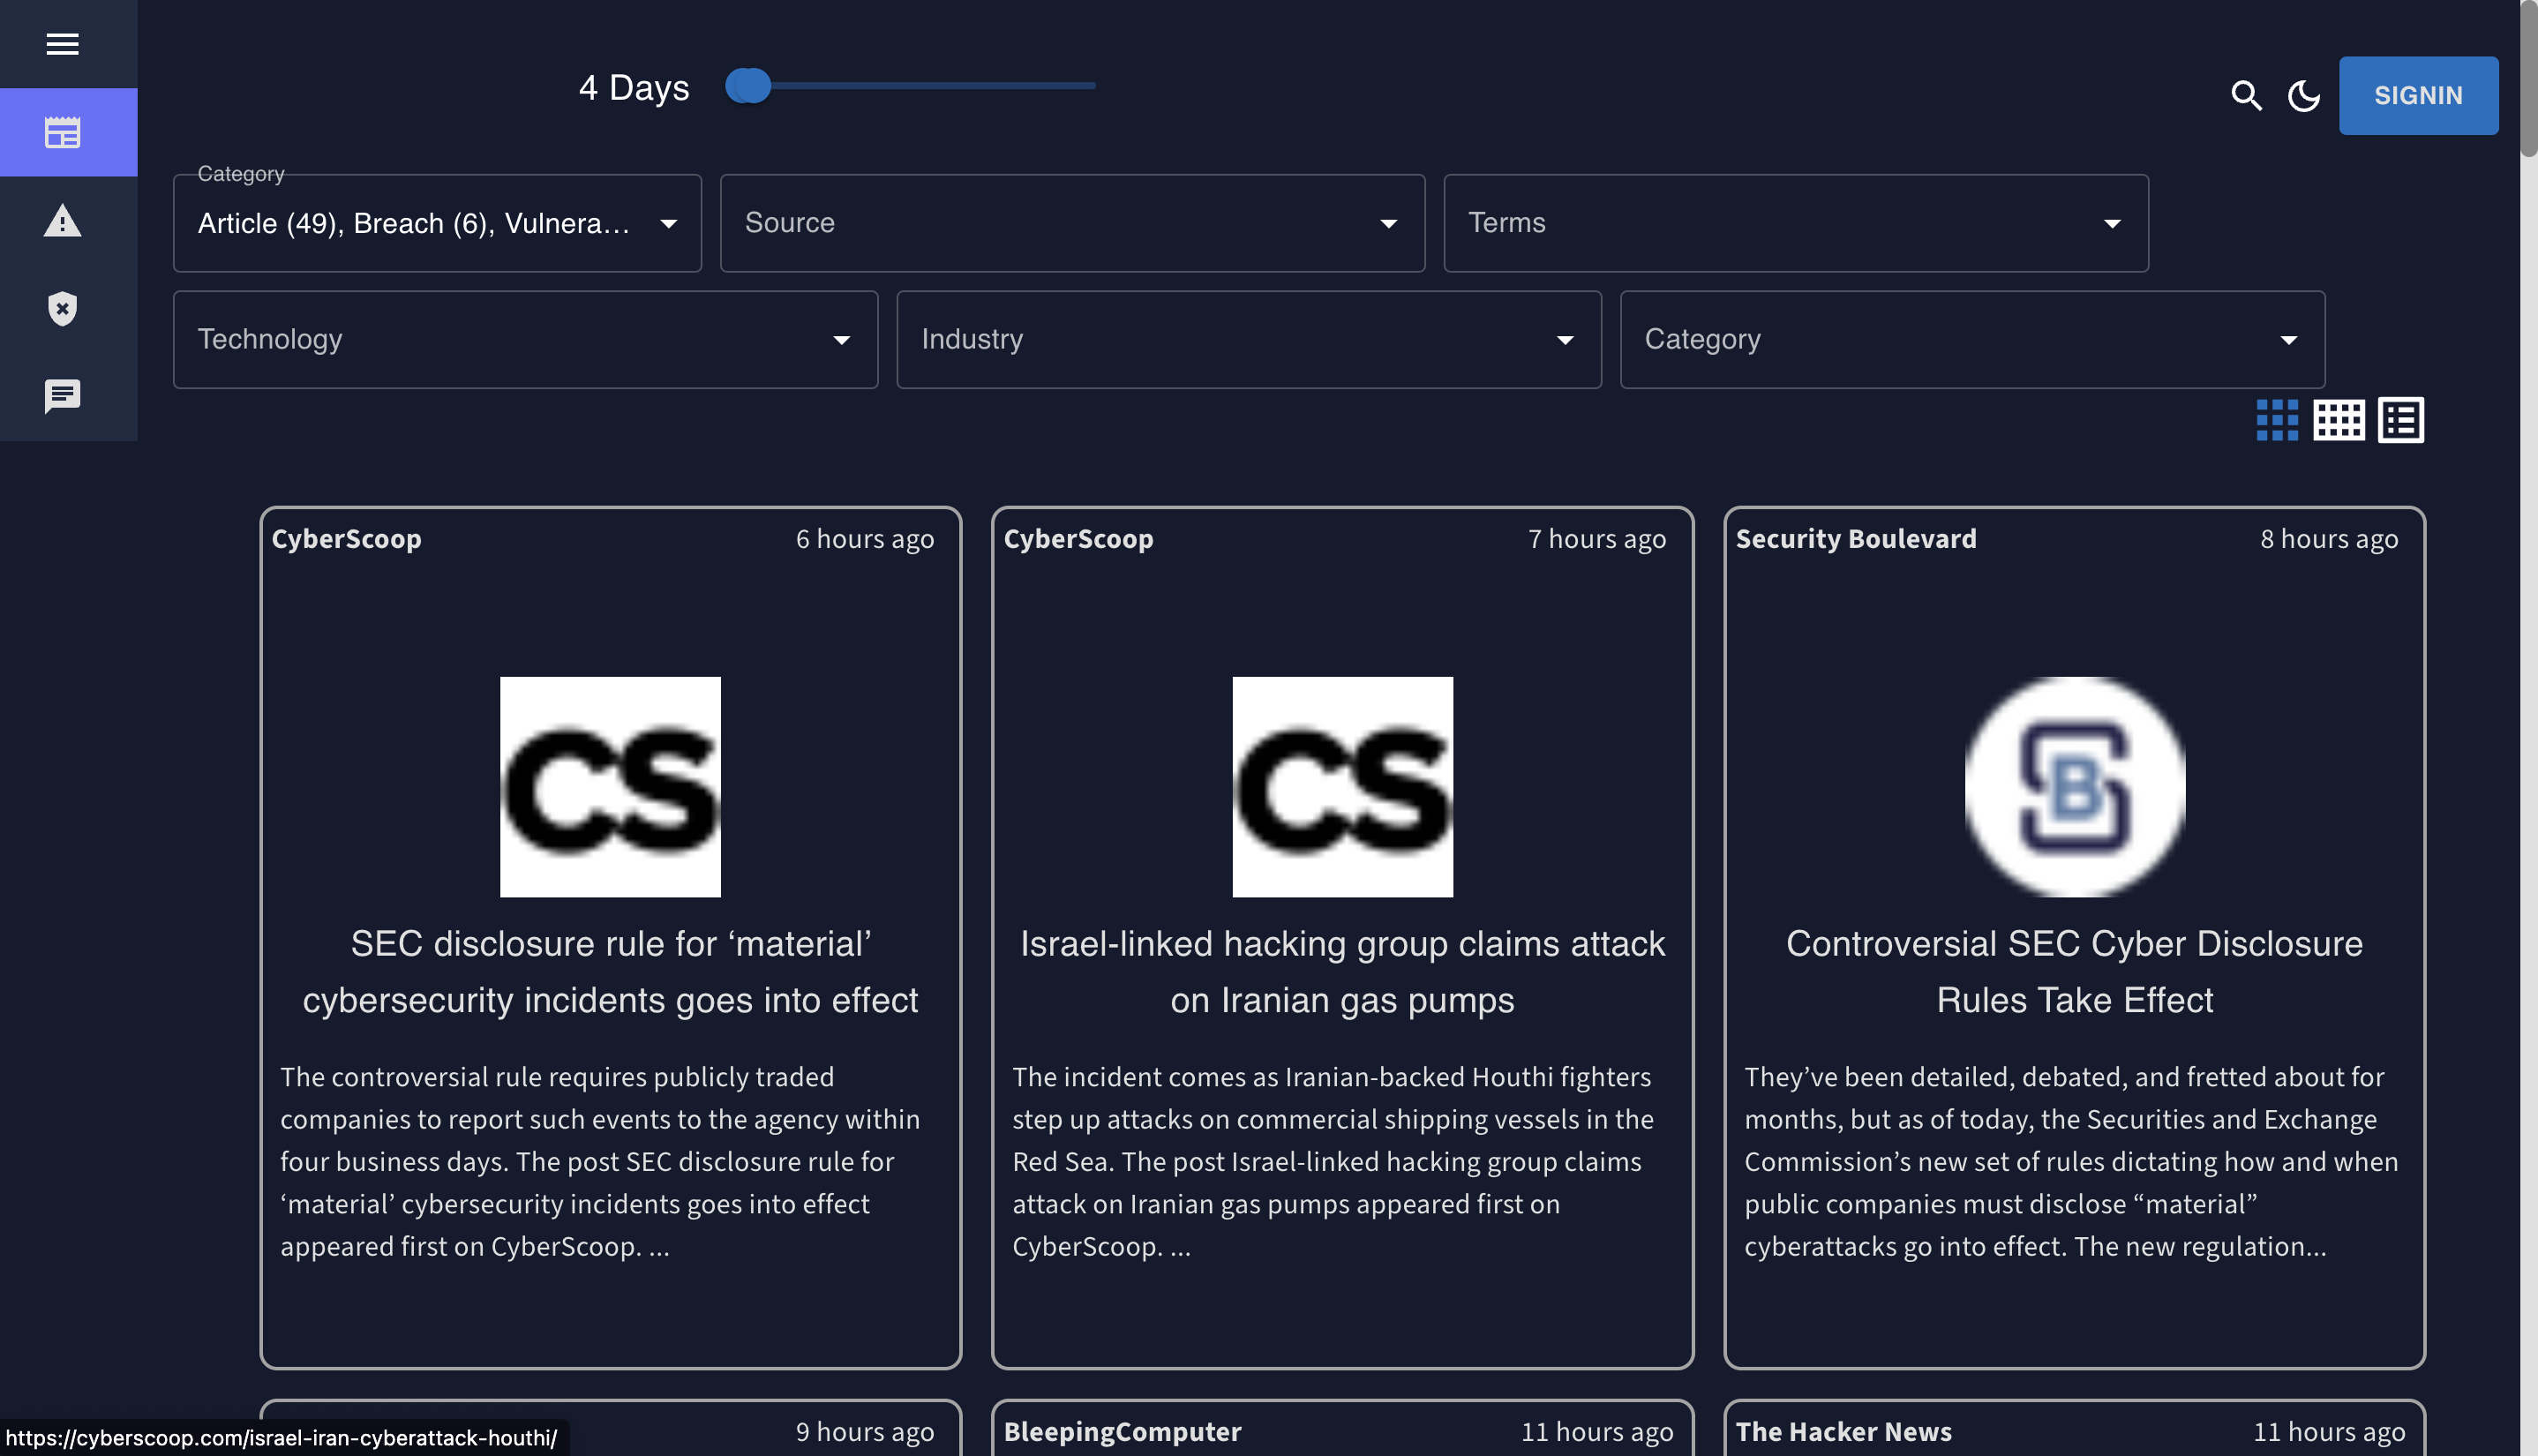 4 Days
SIGNIN
Category
Article (49), Breach (6), Vulnera...
Source
Terms
Technology
Industry
Category
CyberScoop
6 hours ago
CS
SEC disclosure rule for ‘material’
cybersecurity incidents goes into effect
The controversial rule requires publicly traded
companies to report such events to the agency within
four business days. The post SEC disclosure rule for
‘material’ cybersecurity incidents goes into effect
appeared first on CyberScoop. ...
CyberScoop
7 hours ago
CS
Israel-linked hacking group claims attack
on Iranian gas pumps
The incident comes as Iranian-backed Houthi fighters
step up attacks on commercial shipping vessels in the
Red Sea. The post Israel-linked hacking group claims
attack on Iranian gas pumps appeared first on
CyberScoop. ...
Security Boulevard
8 hours ago
SB
Controversial SEC Cyber Disclosure
Rules Take Effect
They’ve been detailed, debated, and fretted about for
months, but as of today, the Securities and Exchange
Commission’s new set of rules dictating how and when
public companies must disclose “material”
cyberattacks go into effect. The new regulation...
9 hours ago
BleepingComputer
11 hours ago
The Hacker News
11 hours ago
https://cyberscoop.com/israel-iran-cyberattack-houthi/